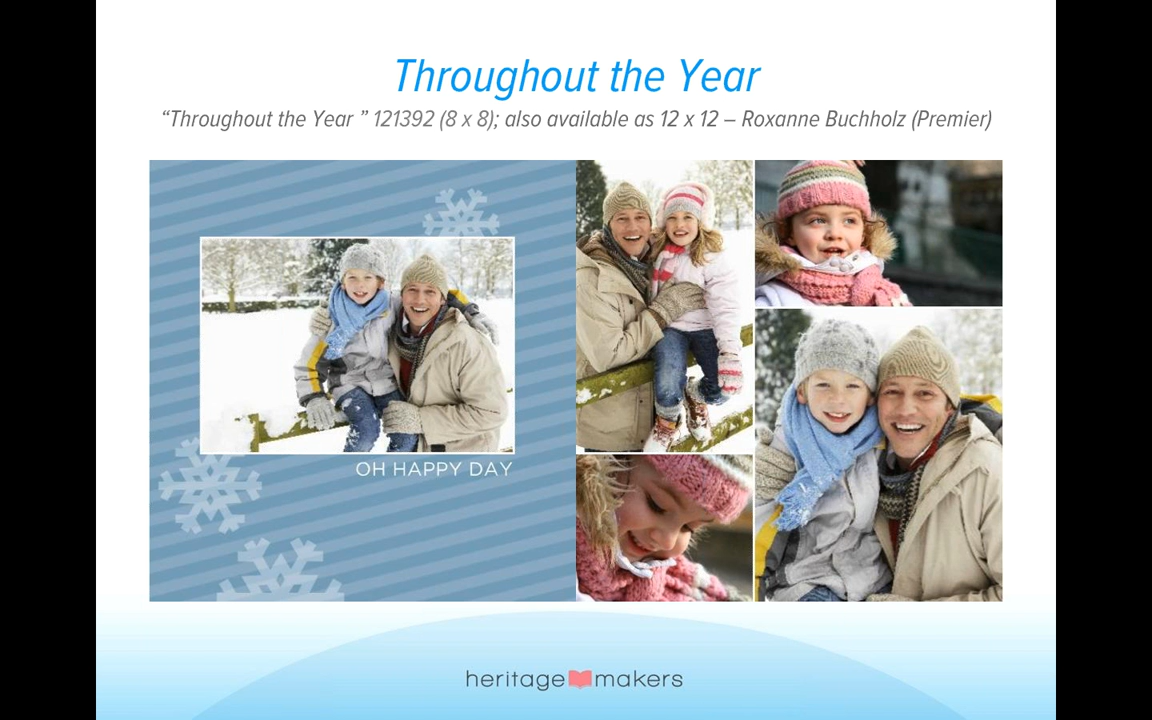 Throughout the Year
“Throughout the Year ” 121392 (8 x 8); also available as 12 x 12 – Roxanne Buchholz (Premier)
OH HAPPY DAY
heritage makers